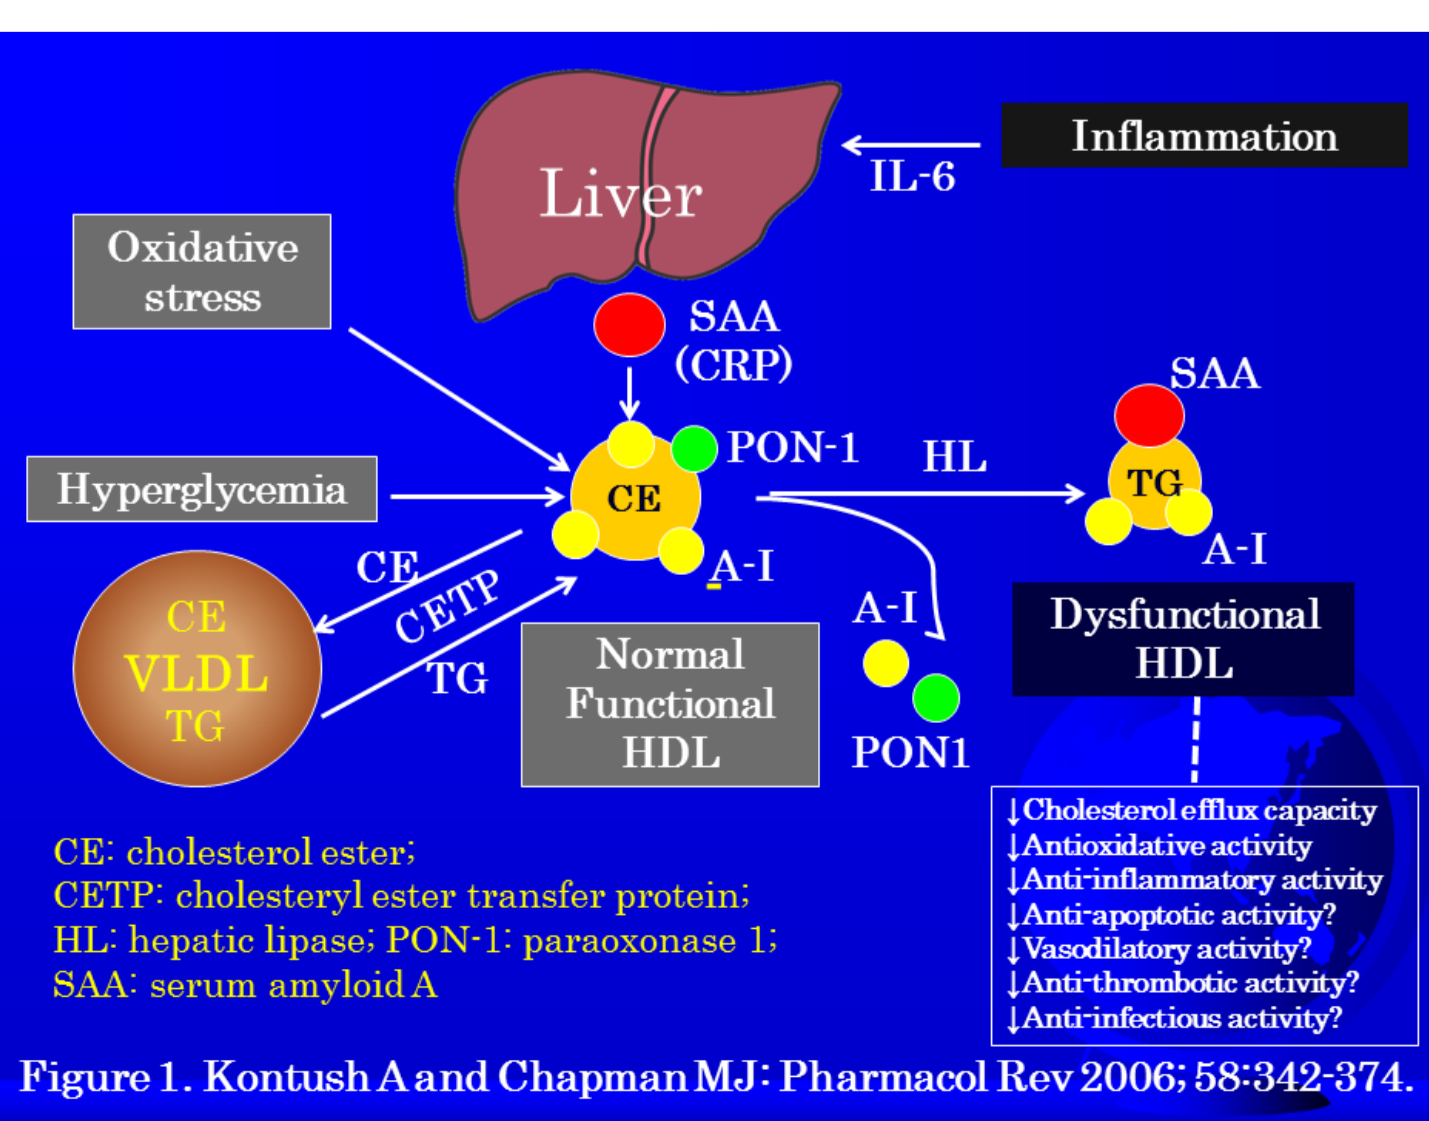 Liver
Inflammation
IL-6
Oxidative
stress
SAA
(CRP)
SAA
PON-1
HL
TG
Hyperglycemia
CE
A-I
A-I
CE
CETP
TG
CE
VLDL
TG
Normal
Functional
HDL
A-I
PON1
Dysfunctional
HDL
↓Cholesterol efflux capacity
↓Antioxidative activity
↓Anti-inflammatory activity
↓Anti-apoptotic activity?
↓Vasodilatory activity?
↓Anti-thrombotic activity?
↓Anti-infectious activity?
CE: cholesterol ester;
CETP: cholesteryl ester transfer protein;
HL: hepatic lipase; PON-1: paraoxonase 1;
SAA: serum amyloid A
Figure 1. Kontush A and Chapman MJ: Pharmacol Rev 2006; 58:342-374.